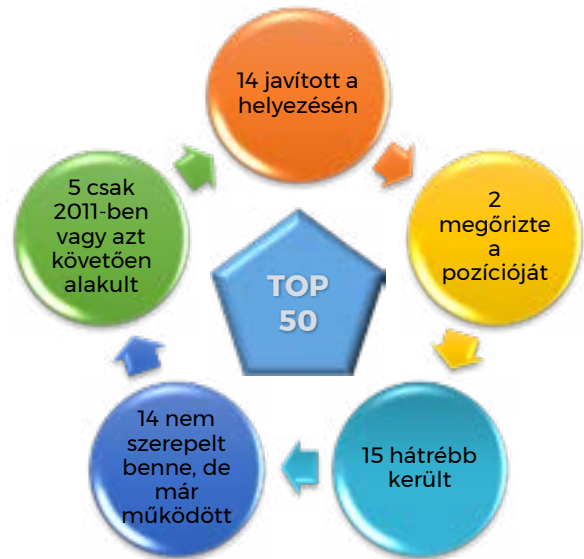 14 javított a
helyezésén
2
megőrizte
a
pozícióját
15 hátrébb
került
14 nem
szerepelt
benne, de
már
működött
5 csak
2011-ben
vagy azt
követően
alakult
TOP
50